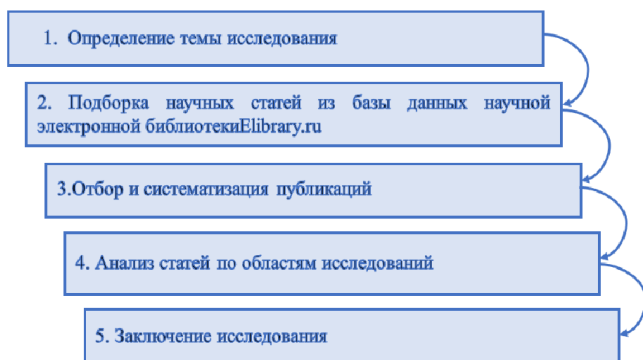 1. Определение темы исследования
2. Подборка научных статей из базы данных научной
электронной библиотекиElibrary.ru
3.Отбор и систематизация публикаций
4. Анализ статей по областям исследований
5. Заключение исследования